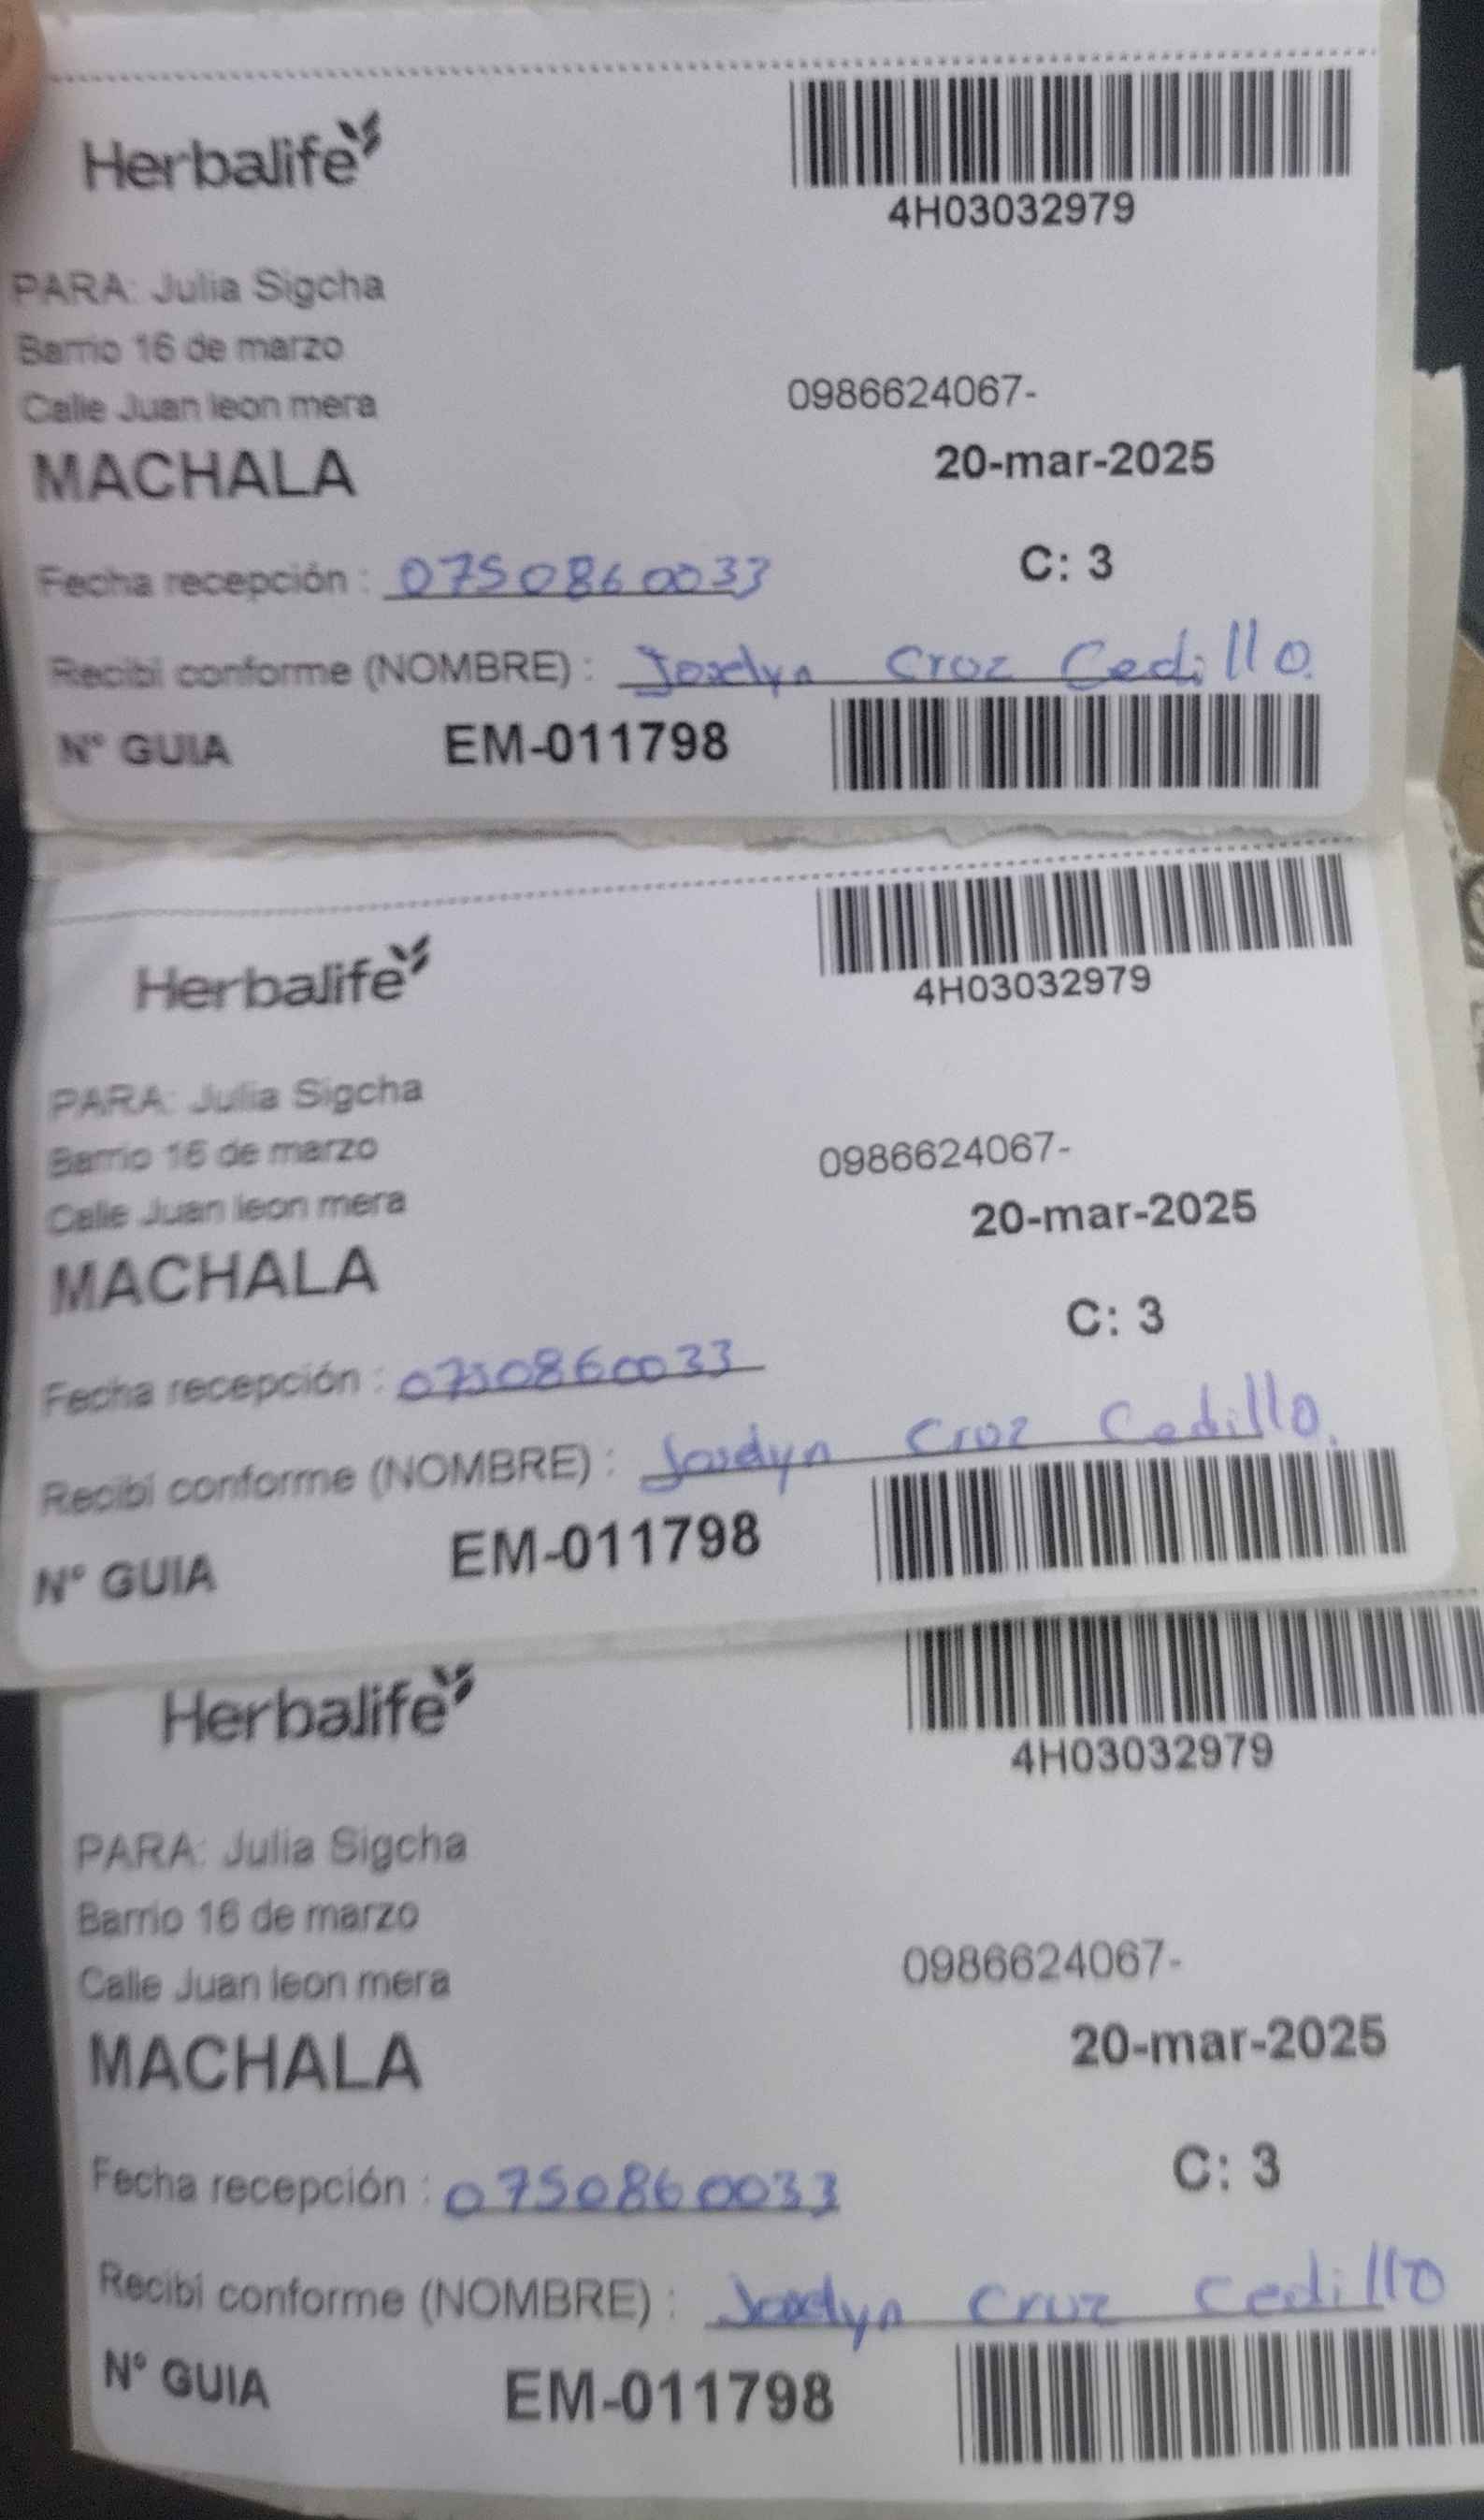 Herbalife
4H03032979
PARA: Julia Sigcha
Barrio 16 de marzo
Calle Juan leon mera
0986624067-
MACHALA
20-mar-2025
C: 3
Fecha recepción : 0750860033
Recibí conforme (NOMBRE) : Joselyn Cruz Cedillo.
N° GUIA EM-011798
Herbalife
4H03032979
PARA: Julia Sigcha
Barrio 16 de marzo
Calle Juan leon mera
0986624067-
MACHALA
20-mar-2025
C: 3
Fecha recepción : 0750860033
Recibí conforme (NOMBRE) : Joselyn Cruz Cedillo.
N° GUIA EM-011798
Herbalife
4H03032979
PARA: Julia Sigcha
Barrio 16 de marzo
Calle Juan leon mera
0986624067-
MACHALA
20-mar-2025
C: 3
Fecha recepción : 0750860033
Recibí conforme (NOMBRE) : Joselyn Cruz Cedillo
N° GUIA EM-011798